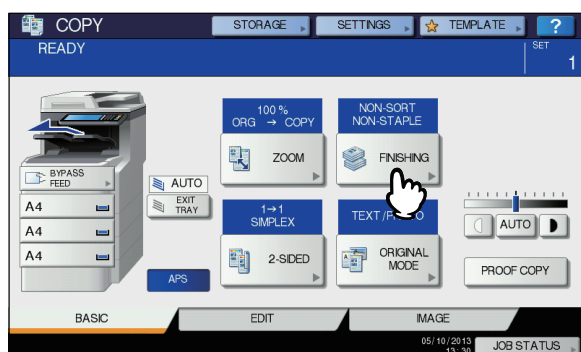 COPY
STORAGE
SETTINGS
TEMPLATE
?
READY
SET
1
100 %
ORG → COPY
NON-SORT
NON-STAPLE
ZOOM
FINISHING
BYPASS
FEED
AUTO
EXIT
TRAY
A4
A4
A4
1→1
SIMPLEX
TEXT
2-SIDED
ORIGINAL
MODE
APS
AUTO
PROOF COPY
BASIC
EDIT
IMAGE
05/10/2013
13:30
JOB STATUS